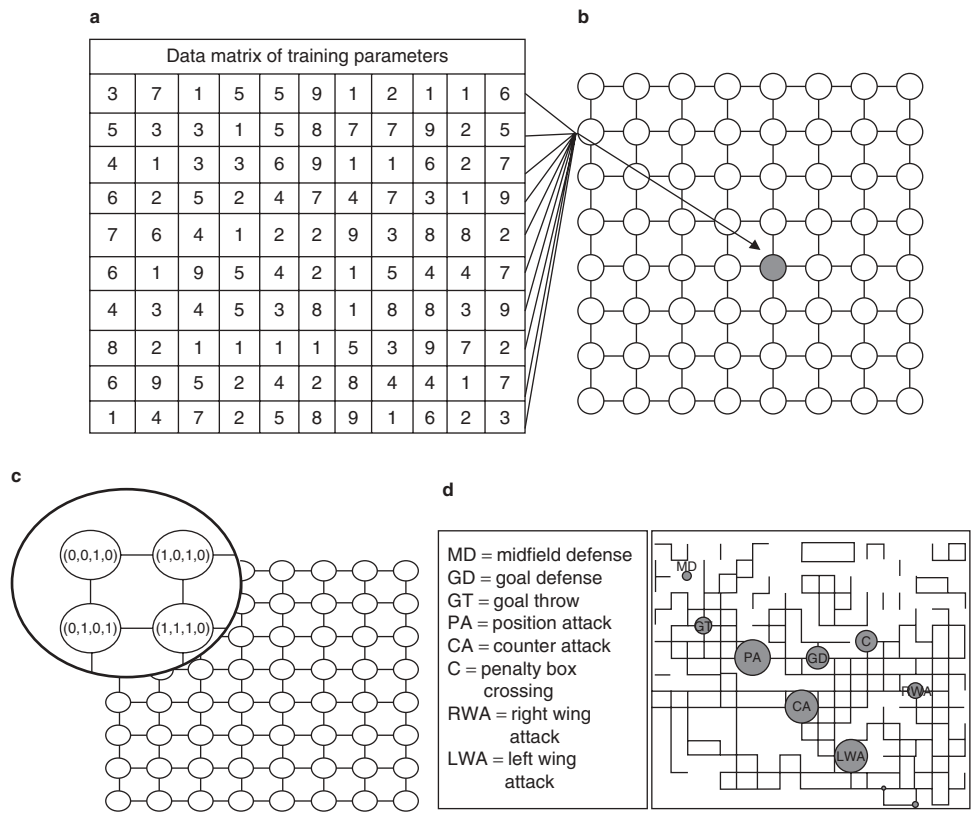 a
Data matrix of training parameters
3 7 1 5 5 9 1 2 1 1 6
5 3 3 1 5 8 7 7 9 2 5
4 1 3 3 6 9 1 1 6 2 7
6 2 5 2 4 7 4 7 3 1 9
7 6 4 1 2 2 9 3 8 8 2
6 1 9 5 4 2 1 5 4 4 7
4 3 4 5 3 8 1 8 8 3 9
8 2 1 1 1 1 5 3 9 7 2
6 9 5 2 4 2 8 4 4 1 7
1 4 7 2 5 8 9 1 6 2 3
b
c
(0,0,1,0) (1,0,1,0)
(0,1,0,1) (1,1,1,0)
d
MD = midfield defense
GD = goal defense
GT = goal throw
PA = position attack
CA = counter attack
C = penalty box
crossing
RWA = right wing
attack
LWA = left wing
attack
MD
GT
C
PA
GD
RWA
CA
LWA